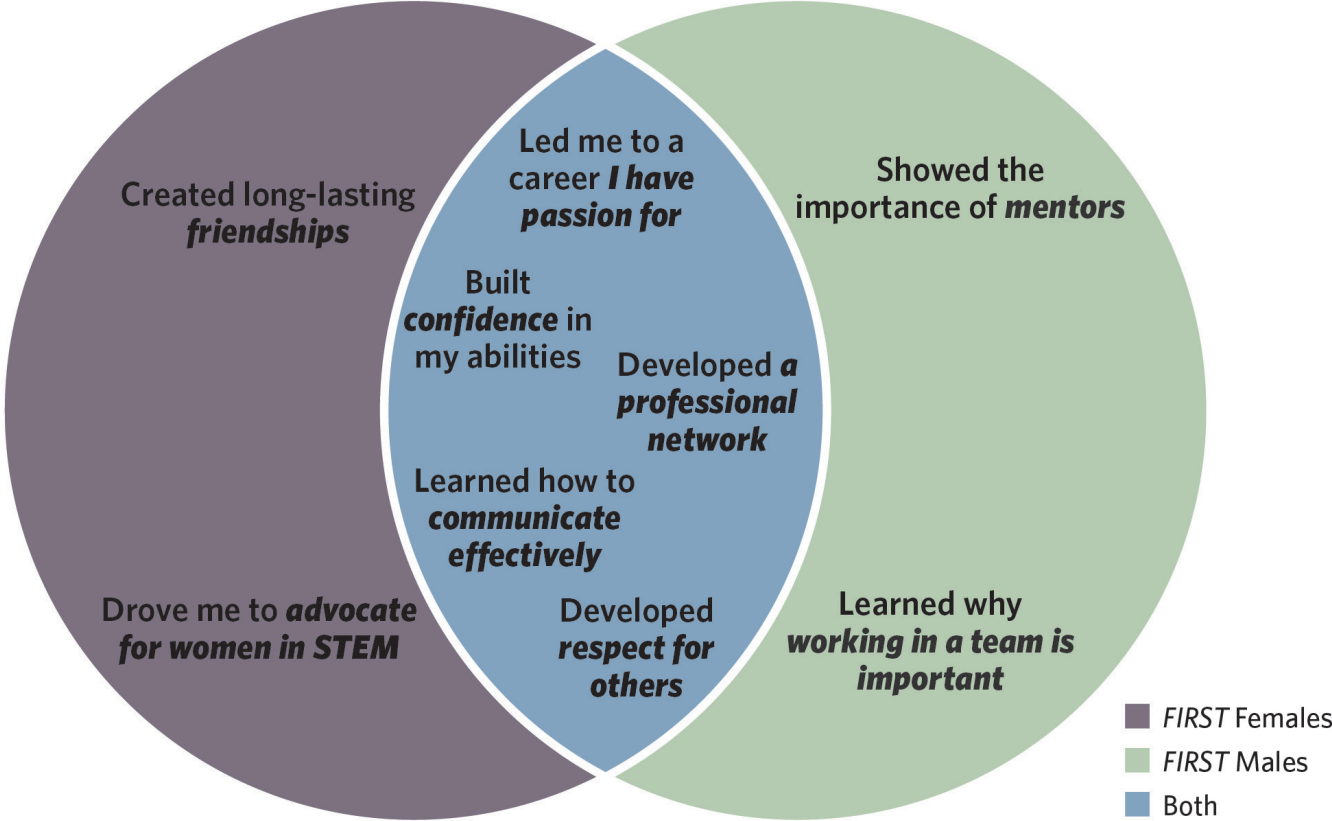 Created long-lasting
friendships
Drove me to advocate
for women in STEM
Led me to a
career I have
passion for
Built
confidence in
my abilities
Developed a
professional
network
Learned how to
communicate
effectively
Developed
respect for
others
Showed the
importance of mentors
Learned why
working in a team is
important
FIRST Females
FIRST Males
Both